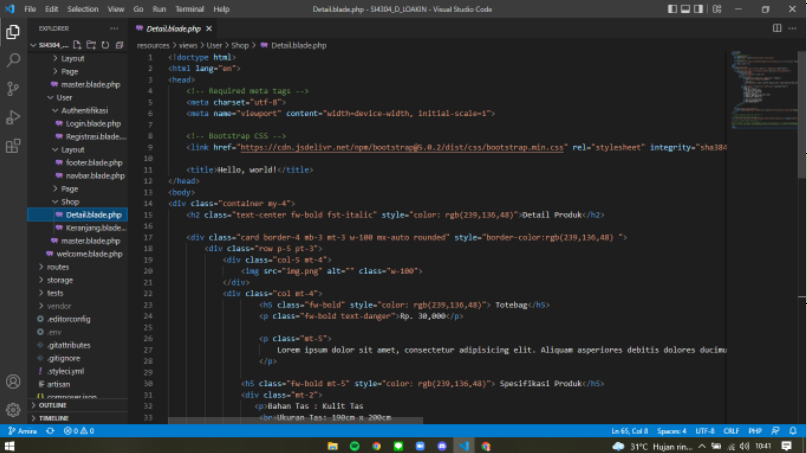 File Edit Selection View Go Run Terminal Help
Detail.blade.php - SI4304_D_LOAKIN - Visual Studio Code
EXPLORER
SI4304_...
Layout
Page
master.blade.php
User
Authentifikasi
Login.blade.php
Registrasi.blade...
Layout
footer.blade.php
navbar.blade.php
Page
Shop
Detail.blade.php
Keranjang.blade...
master.blade.php
welcome.blade.php
routes
storage
tests
vendor
.editorconfig
.env
.gitattributes
.gitignore
.styleci.yml
artisan
composer.json
OUTLINE
TIMELINE
Detail.blade.php
resources > views > User > Shop > Detail.blade.php
1 <!doctype html>
2 <html lang="en">
3 <head>
4 <!-- Required meta tags -->
5 <meta charset="utf-8">
6 <meta name="viewport" content="width=device-width, initial-scale=1">
7
8 <!-- Bootstrap CSS -->
9 <link href="https://cdn.jsdelivr.net/npm/bootstrap@5.0.2/dist/css/bootstrap.min.css" rel="stylesheet" integrity="sha384
10
11 <title>Hello, world!</title>
12 </head>
13 <body>
14 <div class="container my-4">
15 <h2 class="text-center fw-bold fst-italic" style="color: rgb(239,136,48)">Detail Produk</h2>
16
17 <div class="card border-4 mb-3 mt-3 w-100 mx-auto rounded" style="border-color:rgb(239,136,48) ">
18 <div class="row p-5 pt-3">
19 <div class="col-5 mt-4">
20 <img src="img.png" alt="" class="w-100">
21 </div>
22 <div class="col mt-4">
23 <h5 class="fw-bold" style="color: rgb(239,136,48)"> Totebag</h5>
24 <p class="fw-bold text-danger">Rp. 30,000</p>
25
26 <p class="mt-5">
27 Lorem ipsum dolor sit amet, consectetur adipisicing elit. Aliquam asperiores debitis dolores ducimu
28 </p>
29
30 <h5 class="fw-bold mt-5" style="color: rgb(239,136,48)"> Spesifikasi Produk</h5>
31 <div class="mt-2">
32 <p>Bahan Tas : Kulit Tas
33 <br>Ukuran Tas: 190cm x 200cm
Amira 0 0 Ln 65, Col 8 Spaces: 4 UTF-8 CRLF PHP
31°C Hujan rin... 10:41